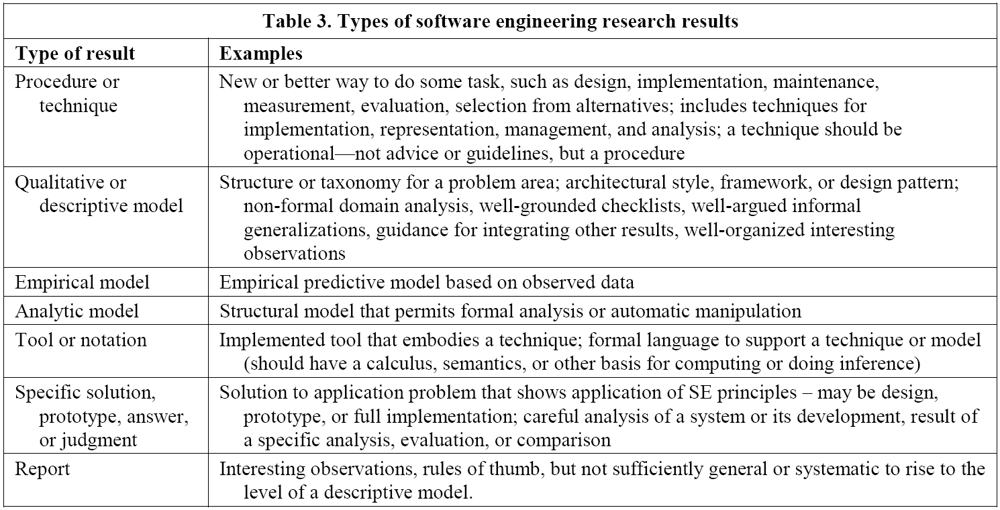 Table 3. Types of software engineering research results
Type of result
Examples
Procedure or
technique
New or better way to do some task, such as design, implementation, maintenance,
measurement, evaluation, selection from alternatives; includes techniques for
implementation, representation, management, and analysis; a technique should be
operational—not advice or guidelines, but a procedure
Qualitative or
descriptive model
Structure or taxonomy for a problem area; architectural style, framework, or design pattern;
non-formal domain analysis, well-grounded checklists, well-argued informal
generalizations, guidance for integrating other results, well-organized interesting
observations
Empirical model
Empirical predictive model based on observed data
Analytic model
Structural model that permits formal analysis or automatic manipulation
Tool or notation
Implemented tool that embodies a technique; formal language to support a technique or model
(should have a calculus, semantics, or other basis for computing or doing inference)
Specific solution,
prototype, answer,
or judgment
Solution to application problem that shows application of SE principles – may be design,
prototype, or full implementation; careful analysis of a system or its development, result of
a specific analysis, evaluation, or comparison
Report
Interesting observations, rules of thumb, but not sufficiently general or systematic to rise to the
level of a descriptive model.